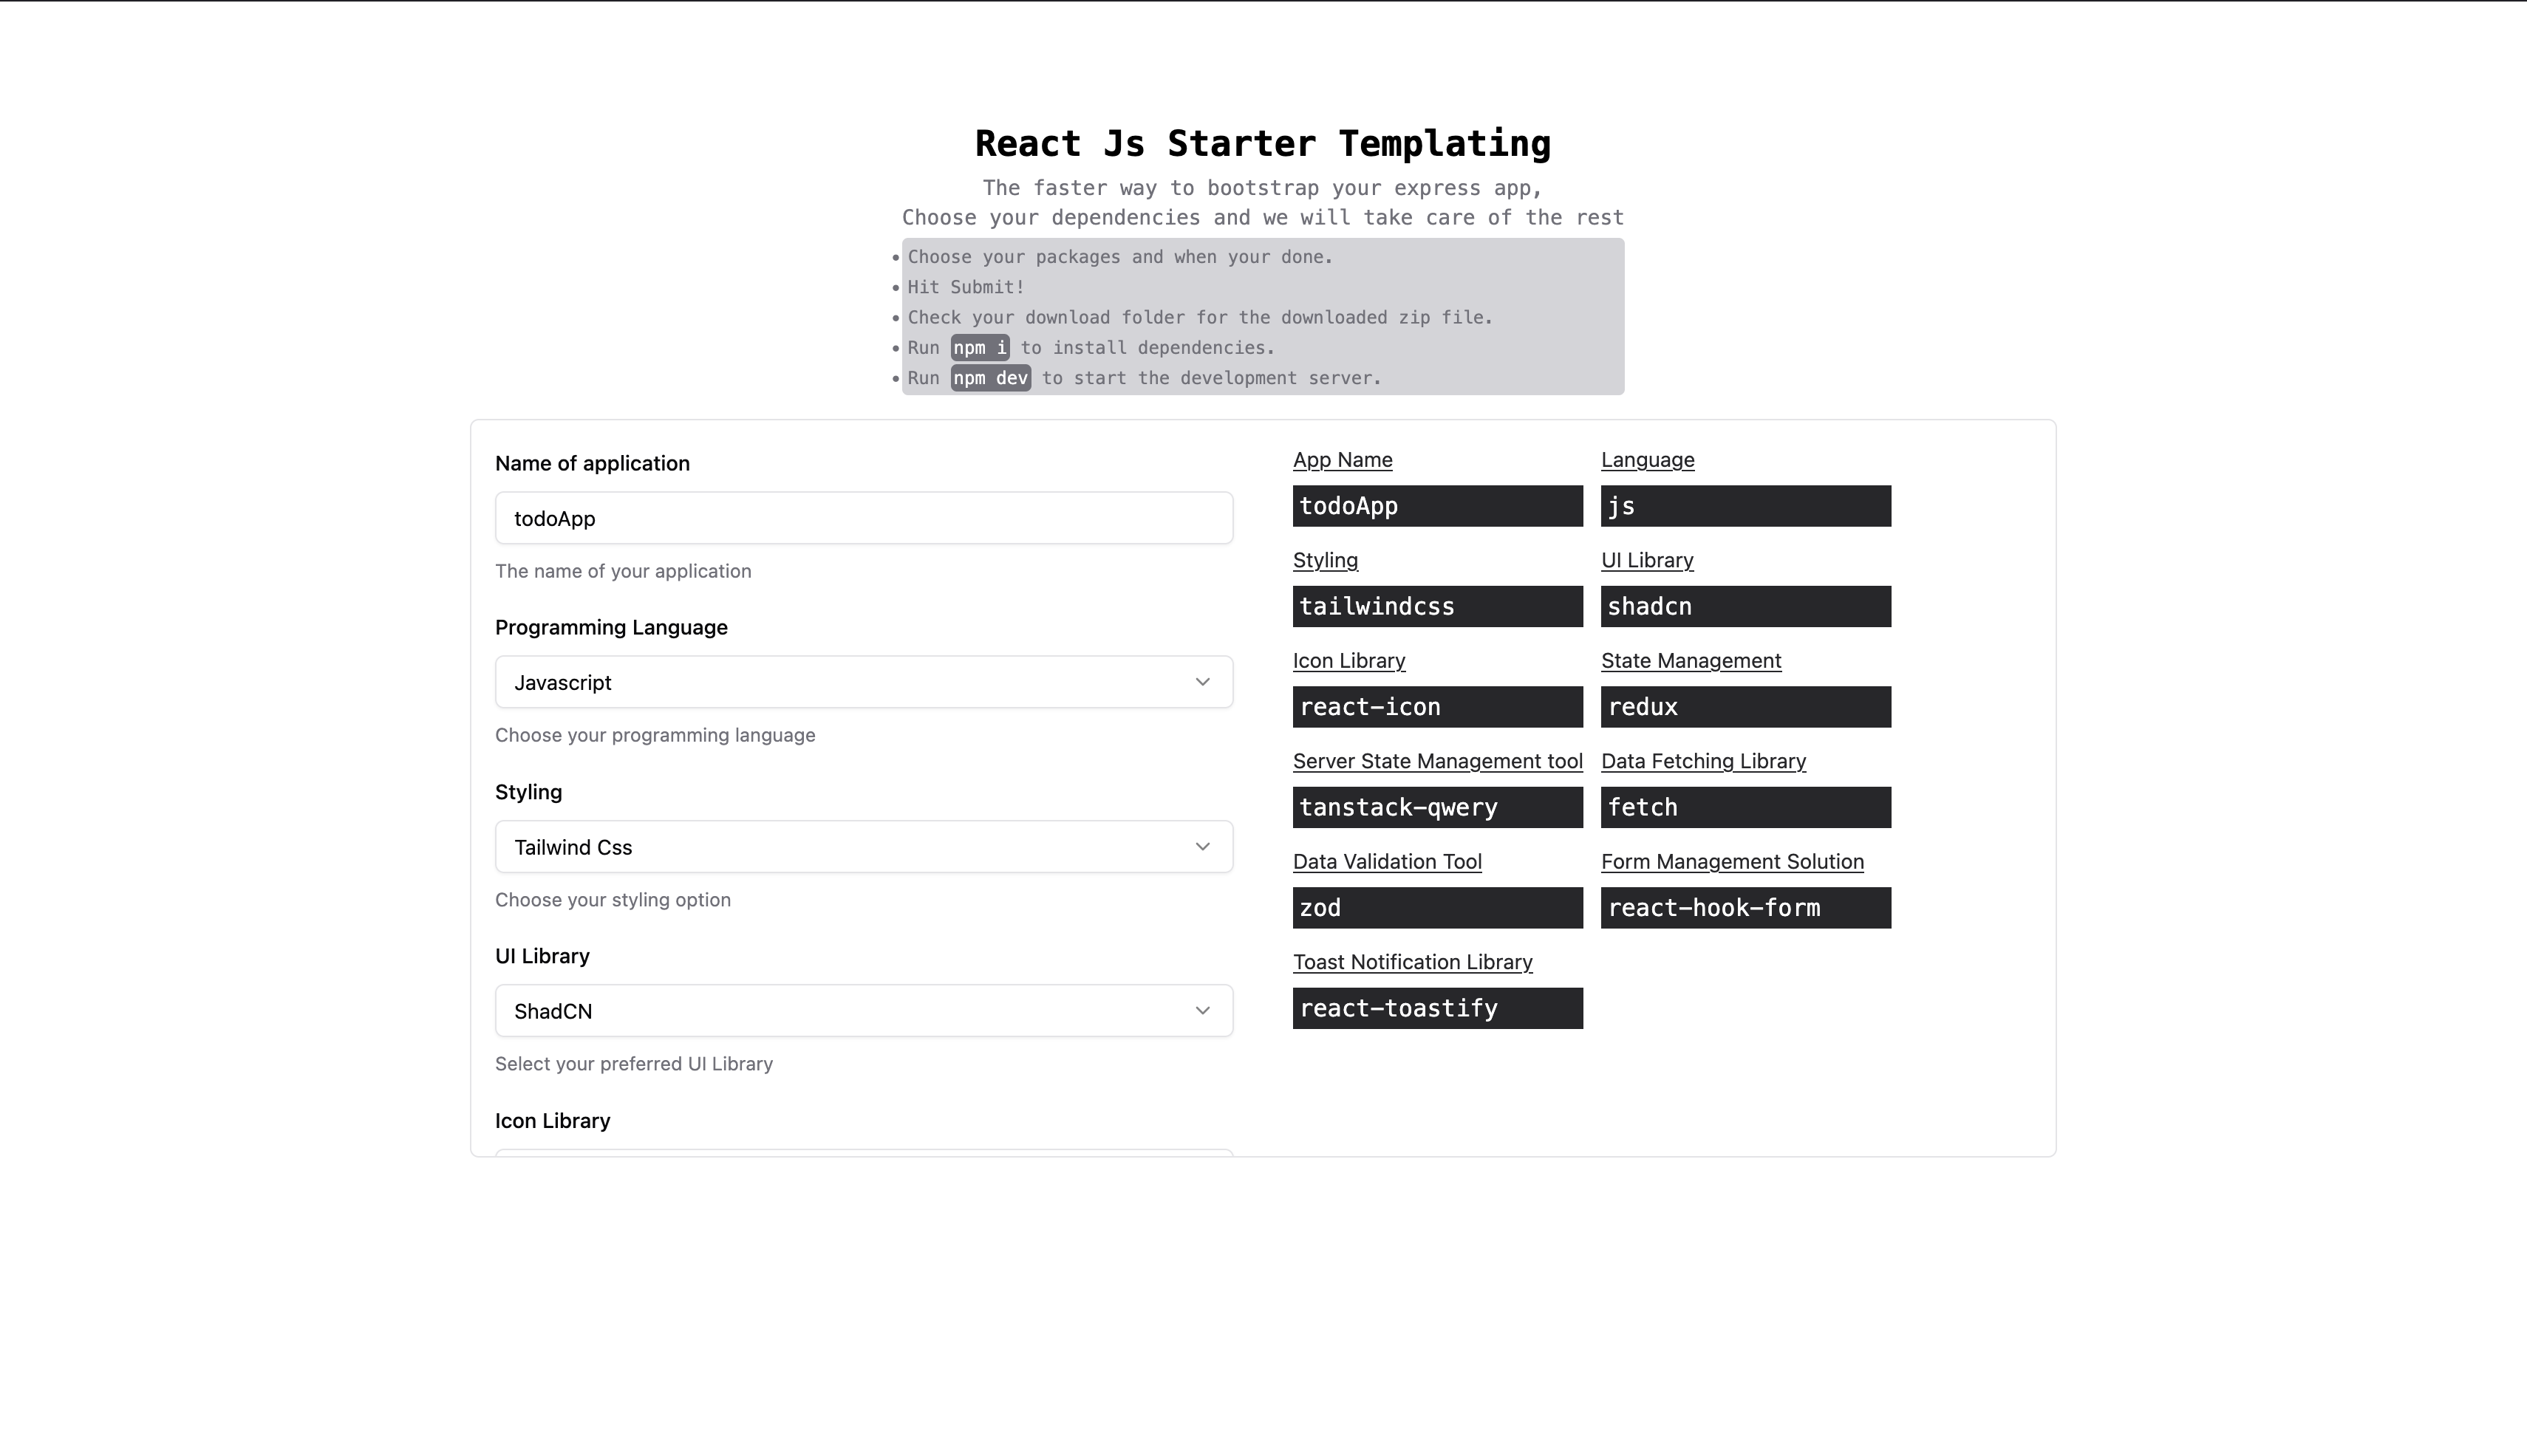 React Js Starter Templating
The faster way to bootstrap your express app,
Choose your dependencies and we will take care of the rest
• Choose your packages and when your done.
• Hit Submit!
• Check your download folder for the downloaded zip file.
• Run npm i to install dependencies.
• Run npm dev to start the development server.
Name of application
todoApp
The name of your application
Programming Language
Javascript
Choose your programming language
Styling
Tailwind Css
Choose your styling option
UI Library
ShadCN
Select your preferred UI Library
Icon Library
App Name
todoApp
Language
js
Styling
tailwindcss
UI Library
shadcn
Icon Library
react-icon
State Management
redux
Server State Management tool
tanstack-qwery
Data Fetching Library
fetch
Data Validation Tool
zod
Form Management Solution
react-hook-form
Toast Notification Library
react-toastify